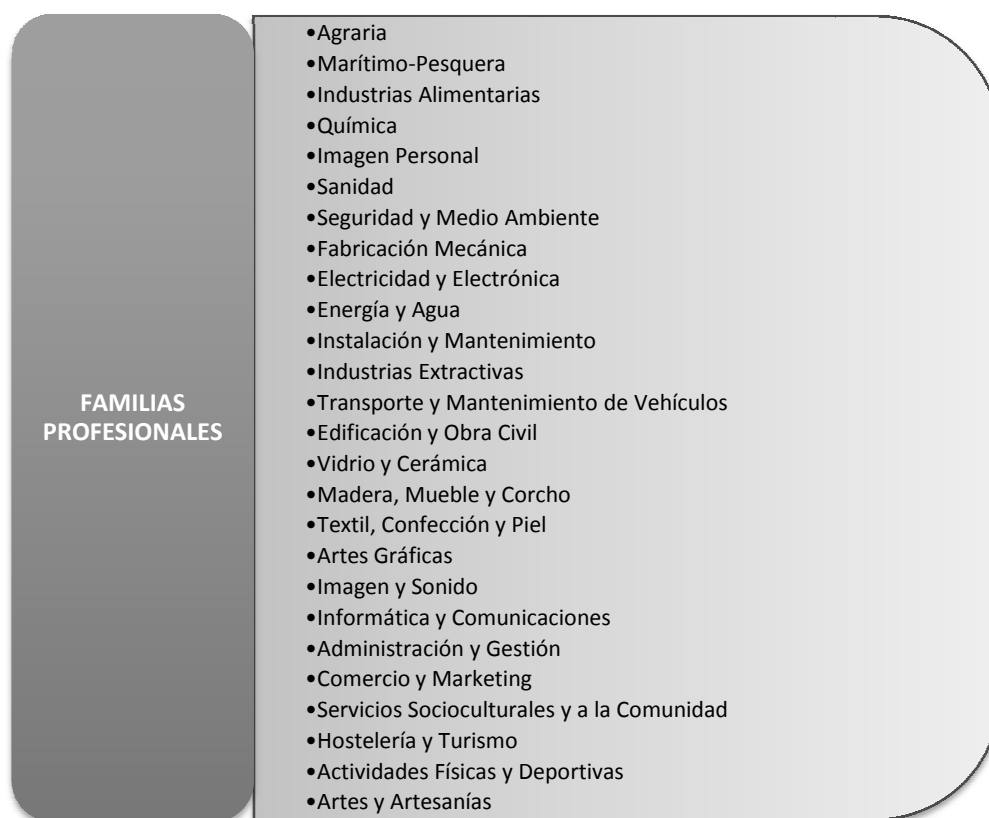 FAMILIAS
PROFESIONALES
•Agraria
•Marítimo-Pesquera
•Industrias Alimentarias
•Química
•Imagen Personal
•Sanidad
•Seguridad y Medio Ambiente
•Fabricación Mecánica
•Electricidad y Electrónica
•Energía y Agua
•Instalación y Mantenimiento
•Industrias Extractivas
•Transporte y Mantenimiento de Vehículos
•Edificación y Obra Civil
•Vidrio y Cerámica
•Madera, Mueble y Corcho
•Textil, Confección y Piel
•Artes Gráficas
•Imagen y Sonido
•Informática y Comunicaciones
•Administración y Gestión
•Comercio y Marketing
•Servicios Socioculturales y a la Comunidad
•Hostelería y Turismo
•Actividades Físicas y Deportivas
•Artes y Artesanías